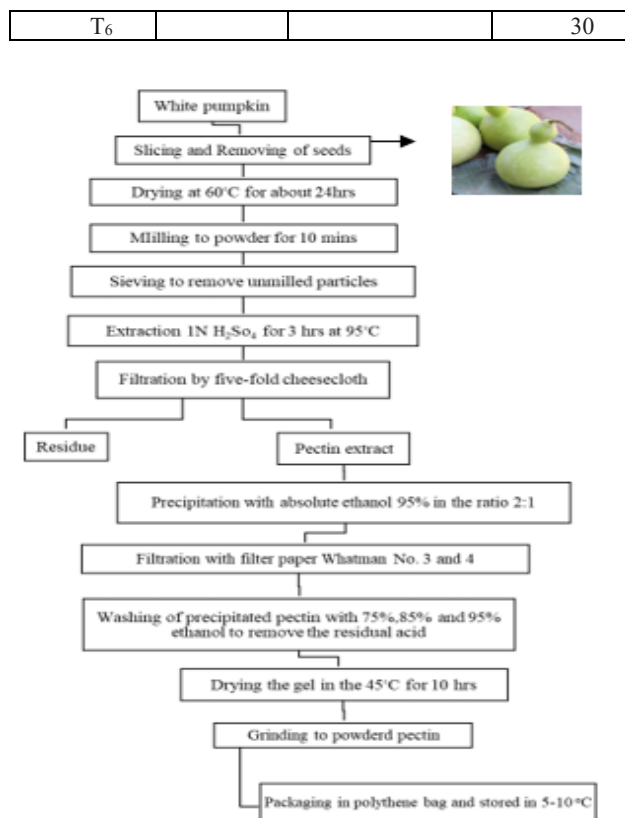 T₆ 30
White pumpkin
Slicing and Removing of seeds
Drying at 60°C for about 24hrs
MIilling to powder for 10 mins
Sieving to remove unmilled particles
Extraction 1N H₂So₄ for 3 hrs at 95°C
Filtration by five-fold cheesecloth
Residue
Pectin extract
Precipitation with absolute ethanol 95% in the ratio 2:1
Filtration with filter paper Whatman No. 3 and 4
Washing of precipitated pectin with 75%,85% and 95%
ethanol to remove the residual acid
Drying the gel in the 45°C for 10 hrs
Grinding to powderd pectin
Packaging in polythene bag and stored in 5-10ºC